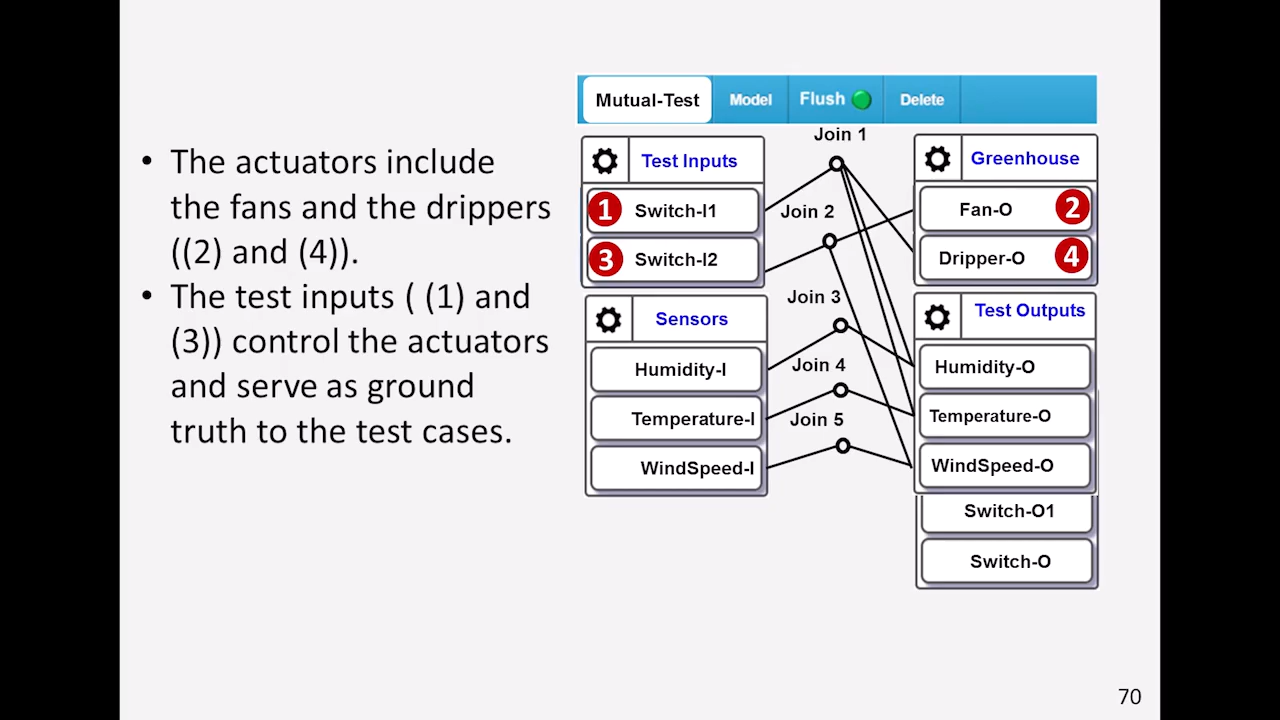 • The actuators include
the fans and the drippers
((2) and (4)).
• The test inputs ( (1) and
(3)) control the actuators
and serve as ground
truth to the test cases.
Mutual-Test Model Flush Delete
Test Inputs
1 Switch-I1
3 Switch-I2
Sensors
Humidity-I
Temperature-I
WindSpeed-I
Join 1
Join 2
Join 3
Join 4
Join 5
Greenhouse
Fan-O 2
Dripper-O 4
Test Outputs
Humidity-O
Temperature-O
WindSpeed-O
Switch-O1
Switch-O
70